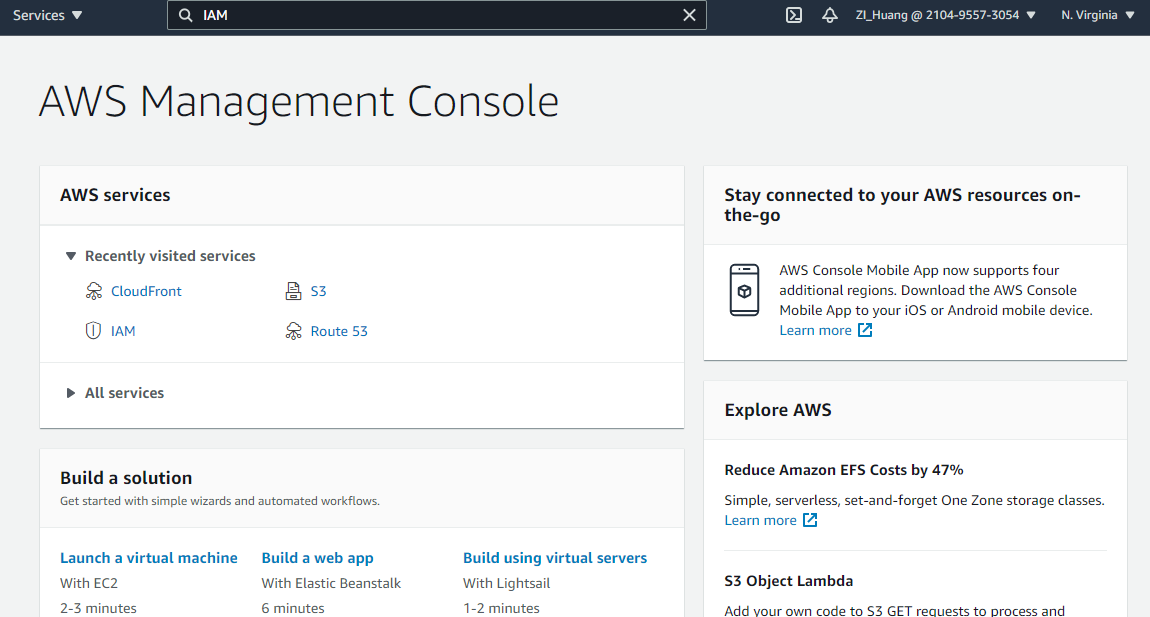 Services ▼ IAM ZI_Huang @ 2104-9557-3054 ▼ N. Virginia ▼
AWS Management Console
AWS services
▼ Recently visited services
CloudFront S3
IAM Route 53
▶ All services
Build a solution
Get started with simple wizards and automated workflows.
Launch a virtual machine Build a web app Build using virtual servers
With EC2 With Elastic Beanstalk With Lightsail
2-3 minutes 6 minutes 1-2 minutes
Stay connected to your AWS resources on-
the-go
AWS Console Mobile App now supports four
additional regions. Download the AWS Console
Mobile App to your iOS or Android mobile device.
Learn more
Explore AWS
Reduce Amazon EFS Costs by 47%
Simple, serverless, set-and-forget One Zone storage classes.
Learn more
S3 Object Lambda
Add your own code to S3 GET requests to process and